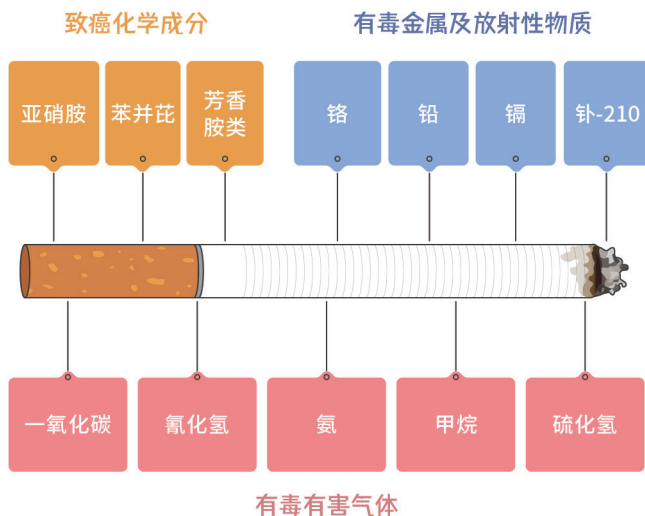 致癌化学成分
有毒金属及放射性物质
亚硝胺
苯并芘
芳香
胺类
铬
铅
镉
钋-210
一氧化碳
氰化氢
氨
甲烷
硫化氢
有毒有害气体